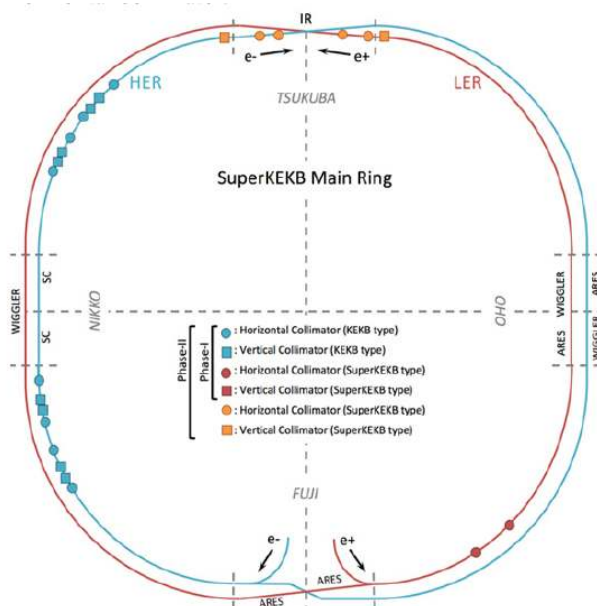 IR
e-
e+
HER
TSUKUBA
LER
SuperKEKB Main Ring
WIGGLER
SC
SC
NIKKO
OHO
WIGGLER
ARES
ARES
WIGGLER
Phase-II
Phase-I
: Horizontal Collimator (KEKB type)
: Vertical Collimator (KEKB type)
: Horizontal Collimator (SuperKEKB type)
: Vertical Collimator (SuperKEKB type)
: Horizontal Collimator (SuperKEKB type)
: Vertical Collimator (SuperKEKB type)
FUJI
e-
e+
ARES
ARES